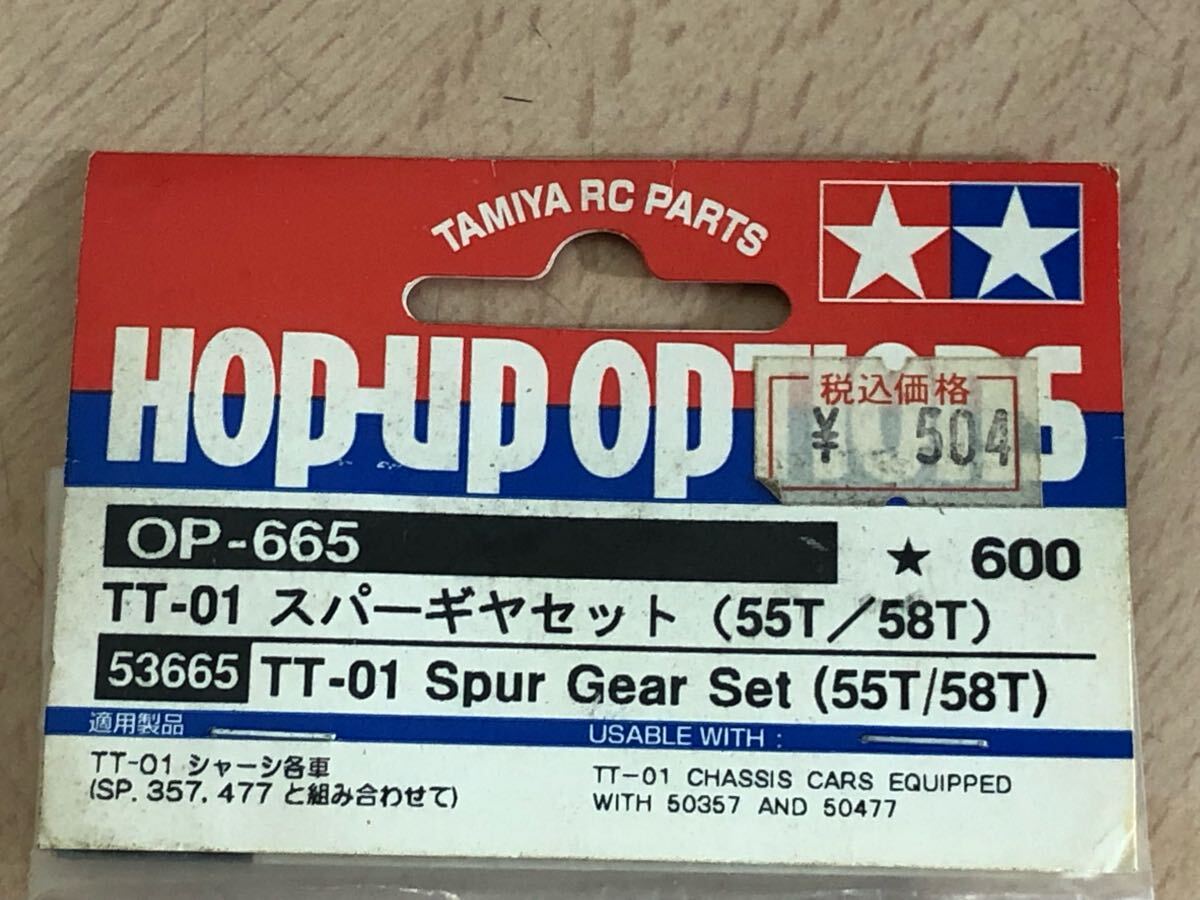 TAMIYA RC PARTS
HOP-UP OPTIONS
税込価格
¥ 504
OP-665
★ 600
TT-01 スパーギヤセット (55T/58T)
53665 TT-01 Spur Gear Set (55T/58T)
適用製品
TT-01 シャーシ各車
(SP. 357, 477 と組み合わせて)
USABLE WITH :
TT-01 CHASSIS CARS EQUIPPED
WITH 50357 AND 50477